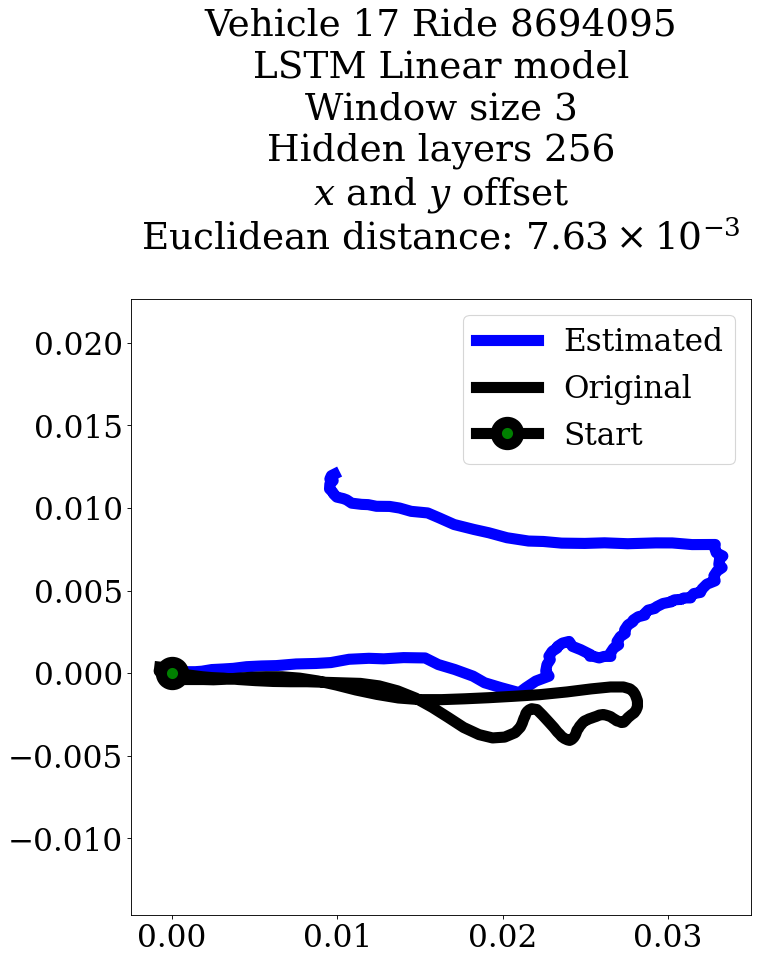 Vehicle 17 Ride 8694095
LSTM Linear model
Window size 3
Hidden layers 256
x and y offset
Euclidean distance: 7.63 × 10⁻³
Estimated
Original
Start
0.020
0.015
0.010
0.005
0.000
−0.005
−0.010
0.00 0.01 0.02 0.03